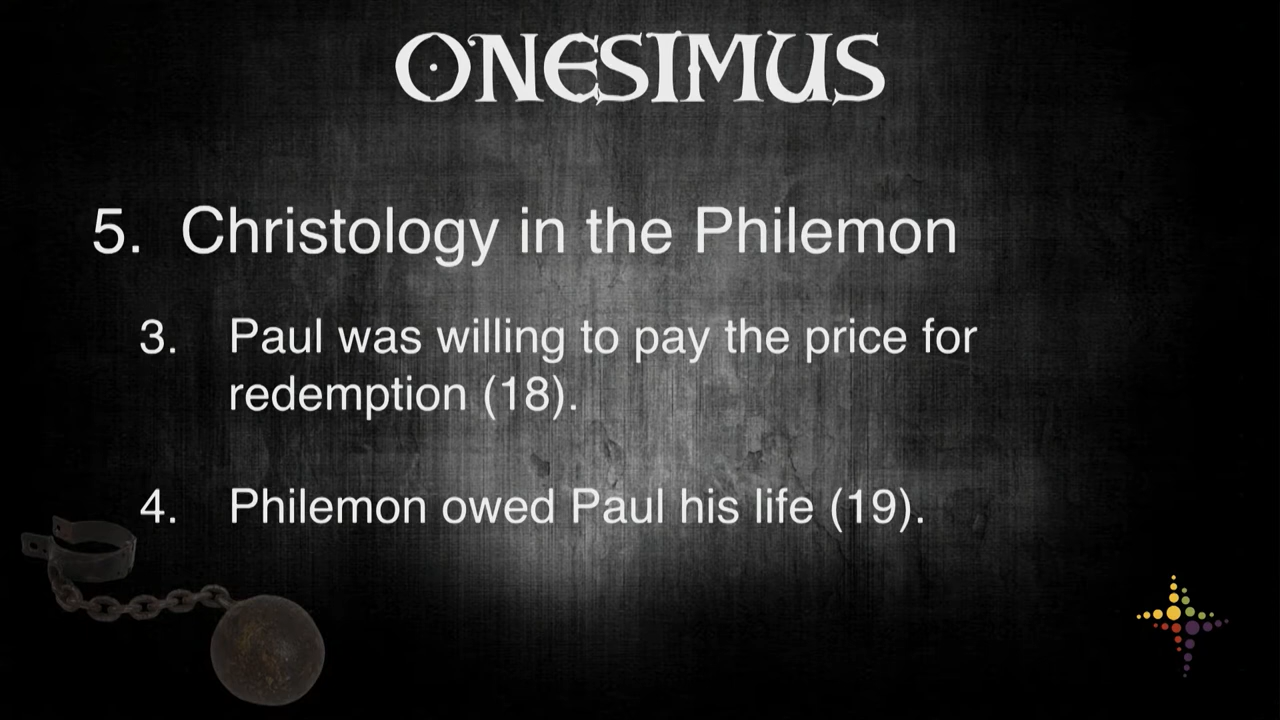 ONESIMUS
5. Christology in the Philemon
3. Paul was willing to pay the price for
redemption (18).
4. Philemon owed Paul his life (19).